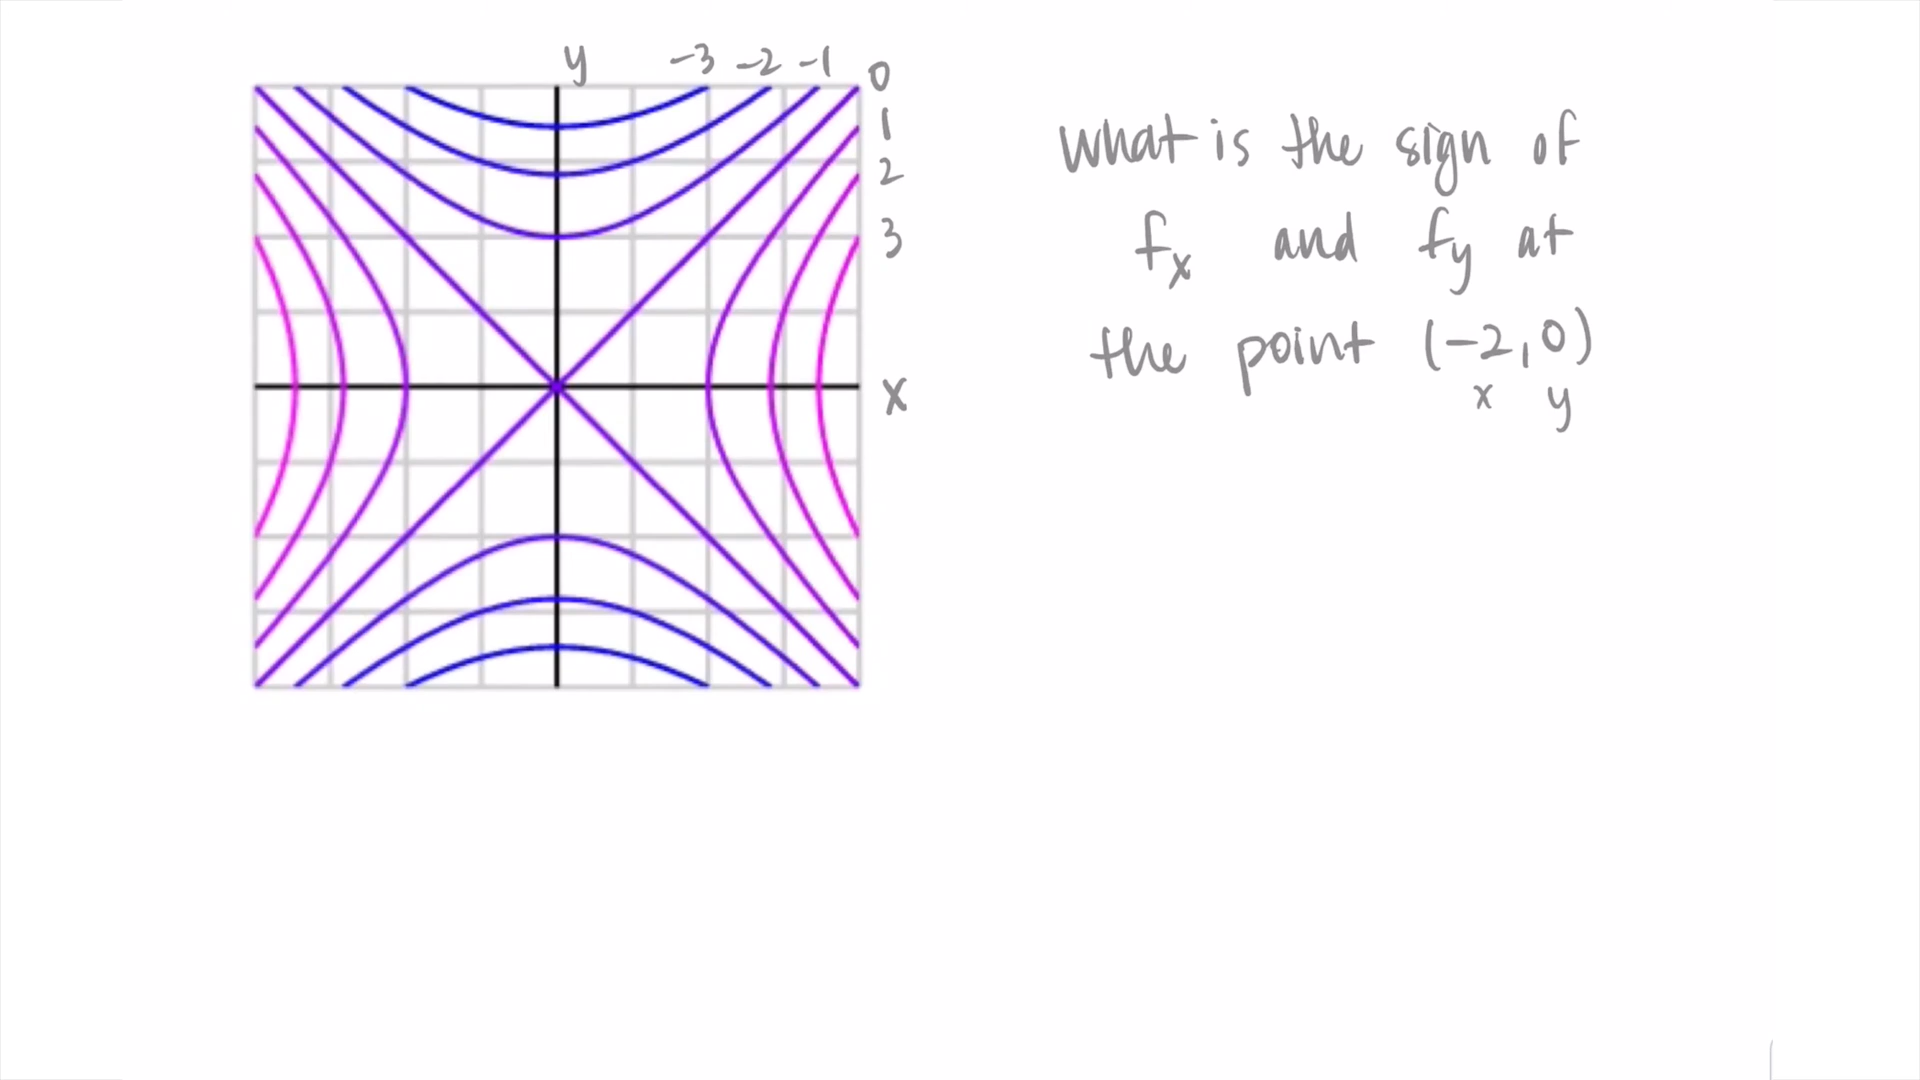 y -3 -2 -1 0
1
2
3
x
what is the sign of
fx and fy at
the point (-2,0)
x y